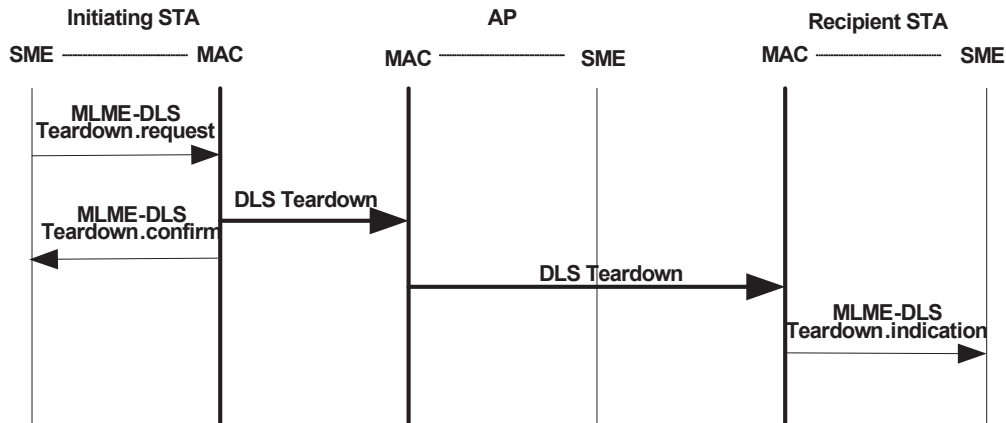 Initiating STA
AP
Recipient STA
SME
MAC
MAC
SME
MAC
SME
MLME-DLS
Teardown.request
DLS Teardown
MLME-DLS
Teardown.confirm
DLS Teardown
MLME-DLS
Teardown.indication